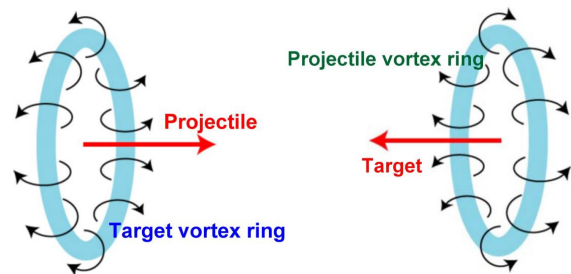 Projectile vortex ring
Projectile
Target
Target vortex ring